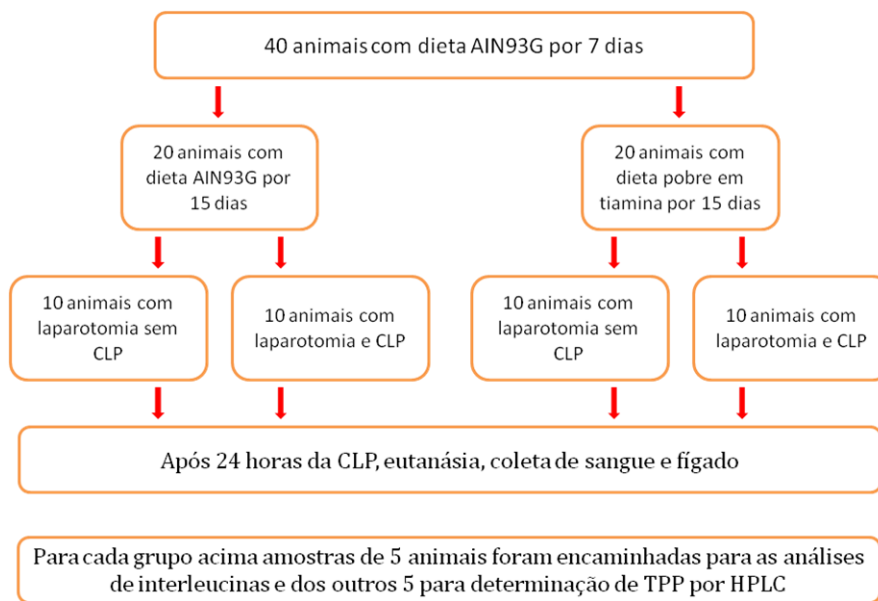 40 animais com dieta AIN93G por 7 dias
20 animais com
dieta AIN93G por
15 dias
20 animais com
dieta pobre em
tiamina por 15 dias
10 animais com
laparotomia sem
CLP
10 animais com
laparotomia e CLP
10 animais com
laparotomia sem
CLP
10 animais com
laparotomia e CLP
Após 24 horas da CLP, eutanásia, coleta de sangue e fígado
Para cada grupo acima amostras de 5 animais foram encaminhadas para as análises
de interleucinas e dos outros 5 para determinação de TPP por HPLC